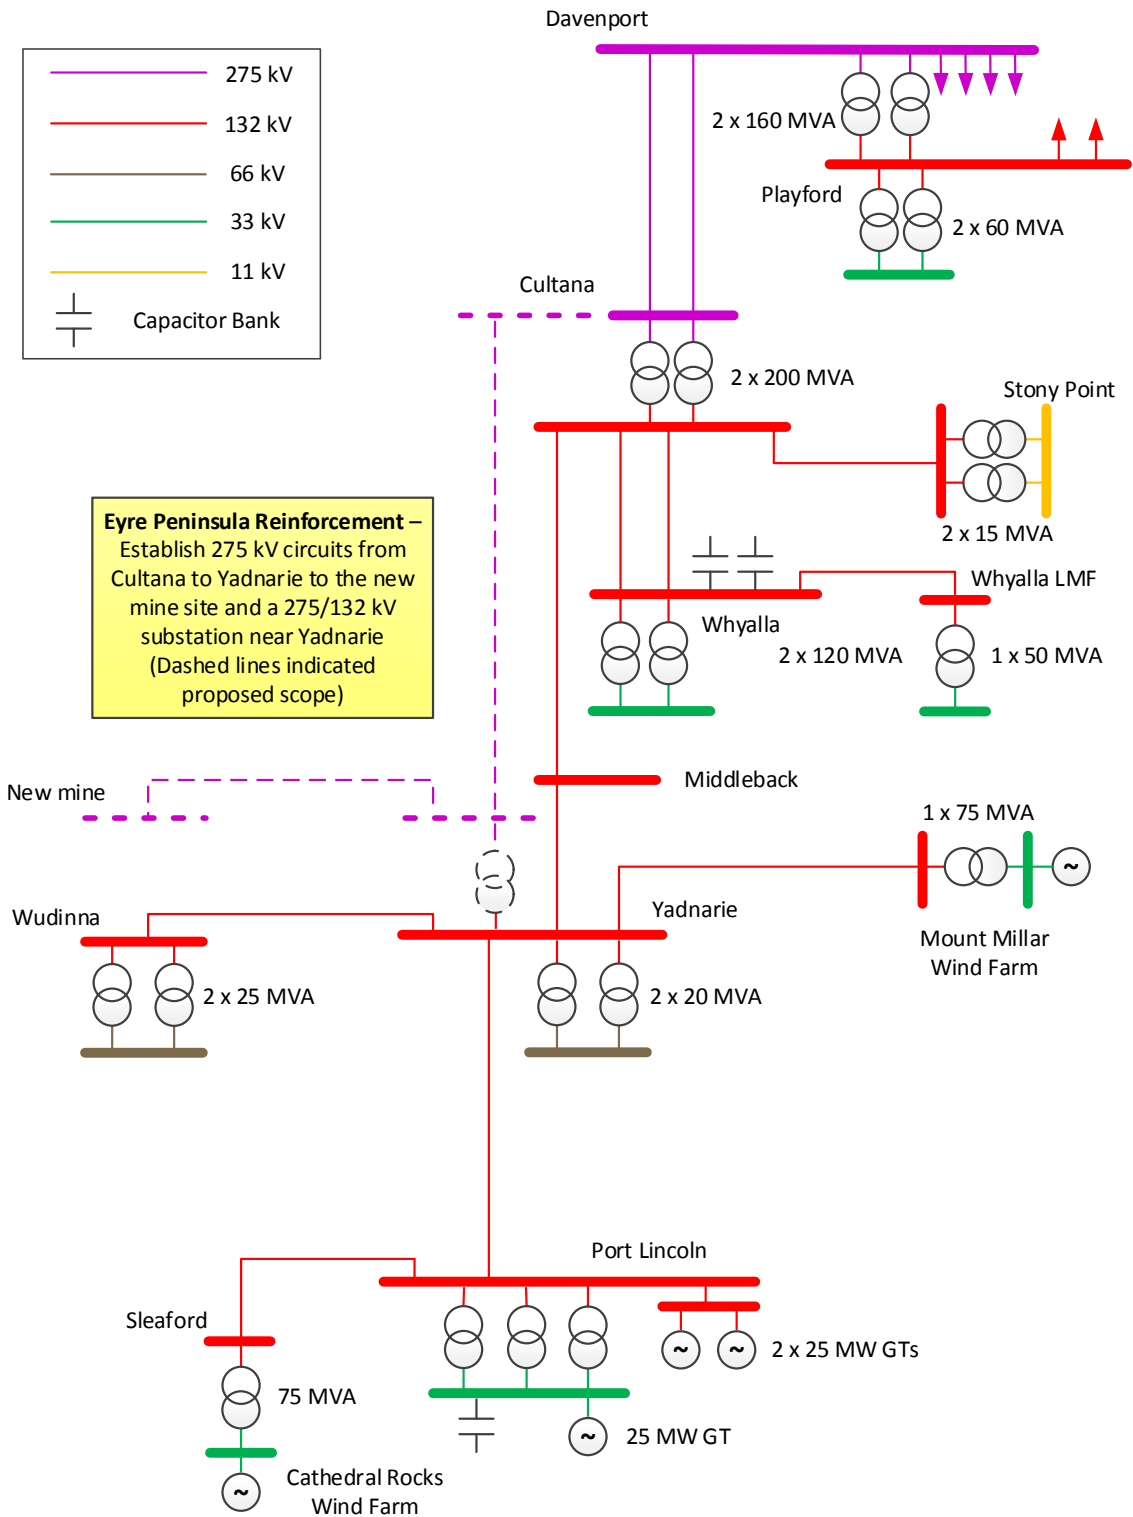 Davenport
275 kV
132 kV
66 kV
33 kV
11 kV
Capacitor Bank
2 x 160 MVA
Playford
2 x 60 MVA
Cultana
2 x 200 MVA
Stony Point
2 x 15 MVA
Eyre Peninsula Reinforcement –
Establish 275 kV circuits from
Cultana to Yadnarie to the new
mine site and a 275/132 kV
substation near Yadnarie
(Dashed lines indicated
proposed scope)
Whyalla LMF
Whyalla
2 x 120 MVA
1 x 50 MVA
Middleback
New mine
1 x 75 MVA
~
Wudinna
Yadnarie
Mount Millar
Wind Farm
2 x 25 MVA
2 x 20 MVA
Port Lincoln
Sleaford
~
~
2 x 25 MW GTs
75 MVA
~
25 MW GT
~
Cathedral Rocks
Wind Farm